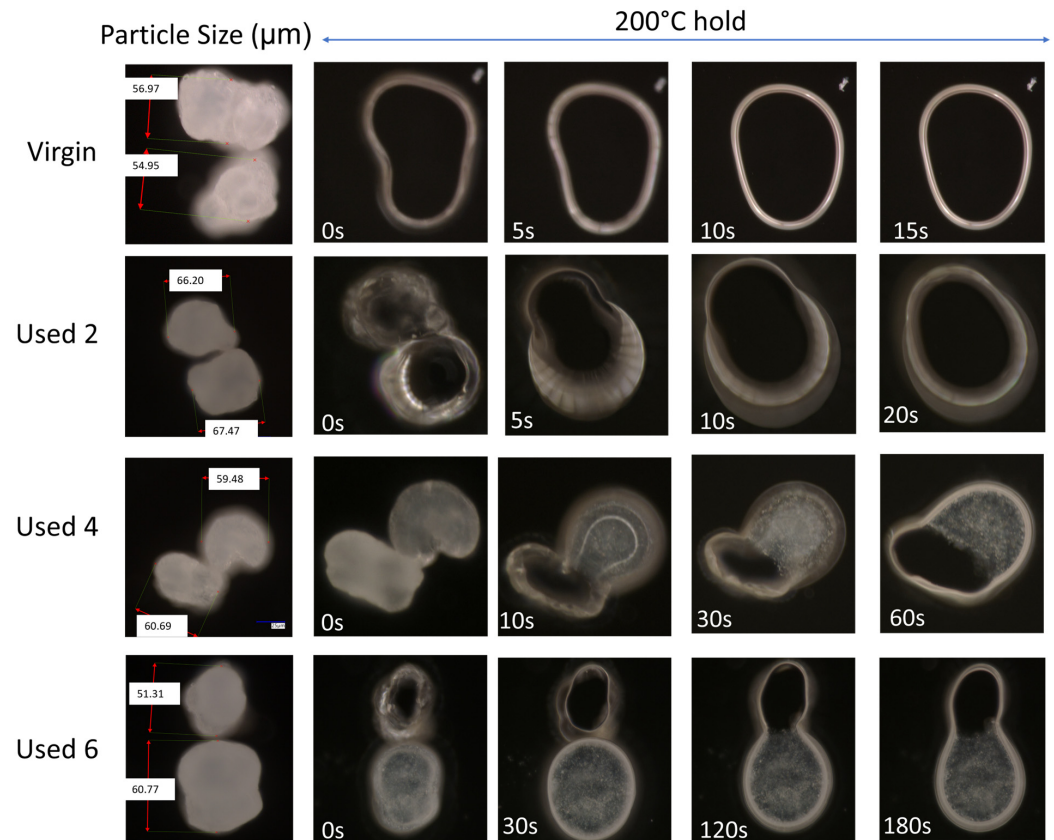 Particle Size (µm)
200°C hold
Virgin
56.97
54.95
0s
5s
10s
15s
Used 2
66.20
67.47
0s
5s
10s
20s
Used 4
59.48
60.69
25µm
0s
10s
30s
60s
Used 6
51.31
60.77
0s
30s
120s
180s